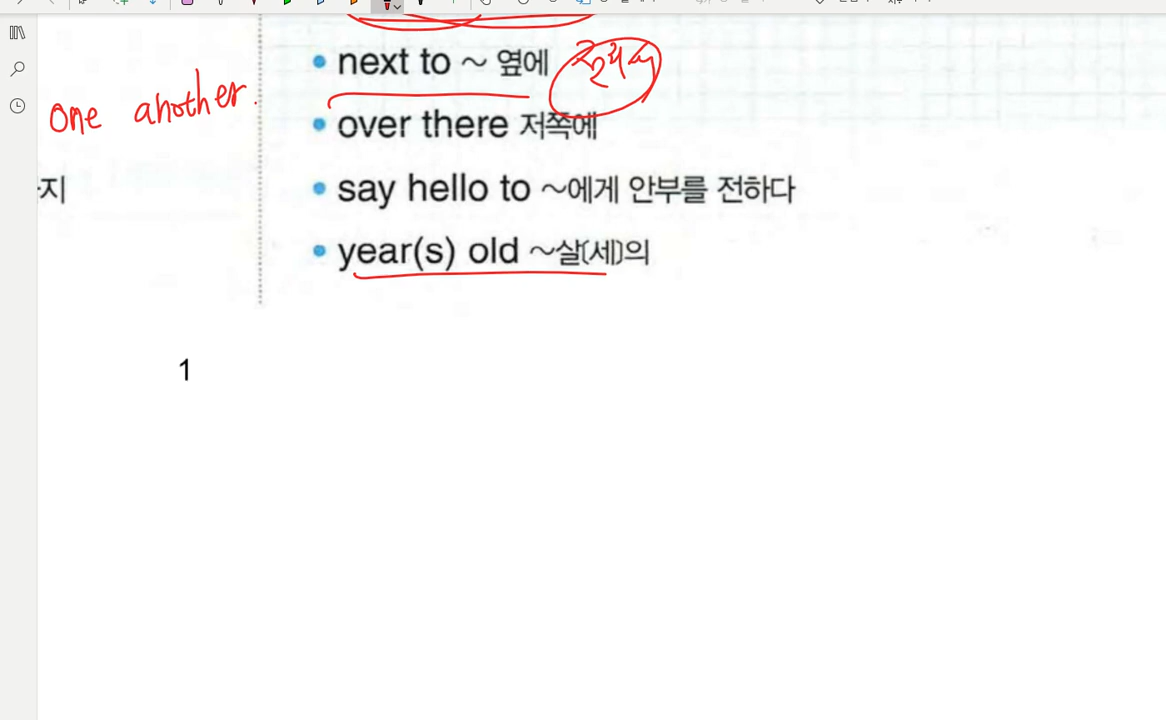 next to ~ 옆에
one another.
over there 저쪽에
say hello to ~에게 안부를 전하다
지
year(s) old ~살(세)의
1